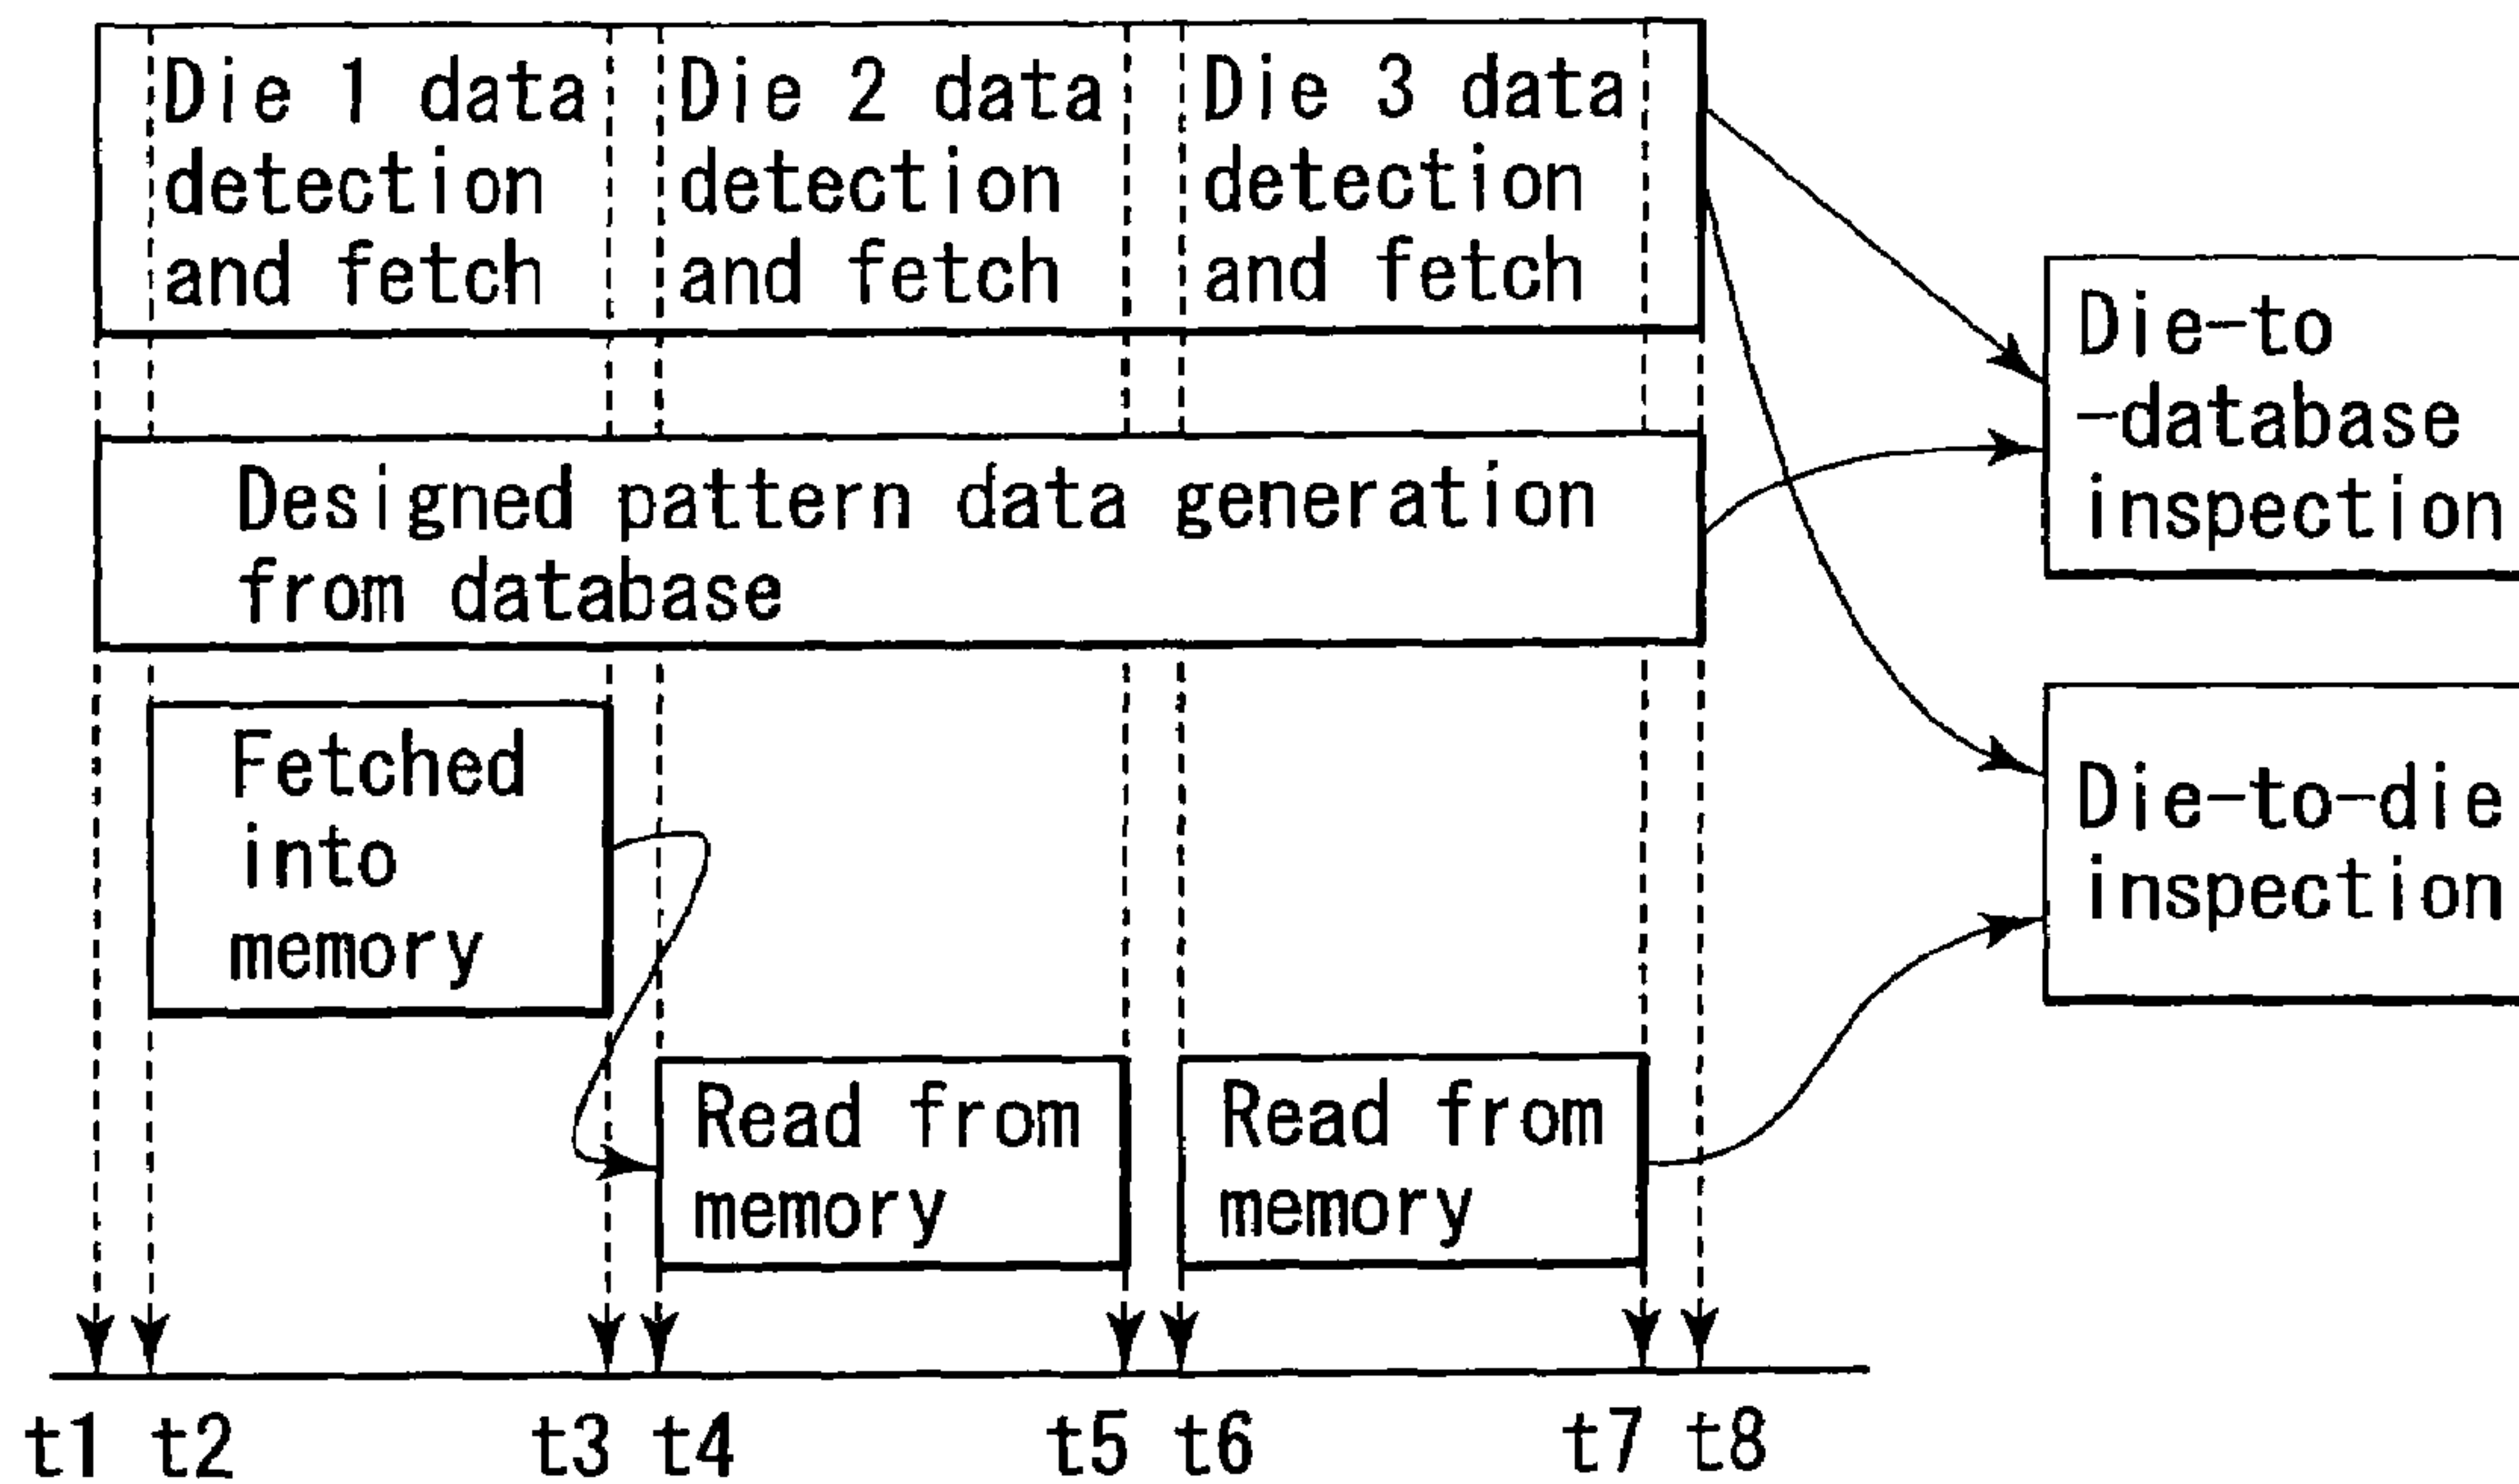 Die 1 data
detection
and fetch
Die 2 data
detection
and fetch
Die 3 data
detection
and fetch
Die-to
-database
inspection
Designed pattern data generation
from database
Fetched
into
memory
Die-to-die
inspection
Read from
memory
Read from
memory
t1 t2 t3 t4 t5 t6 t7 t8